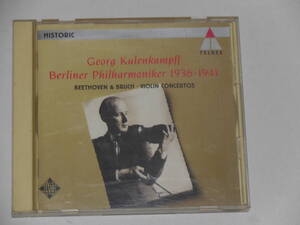 HISTORIC
TELDEC
Georg Kulenkampff
Berliner Philharmoniker 1936-1941
BEETHOVEN & BRUCH · VIOLIN CONCERTOS